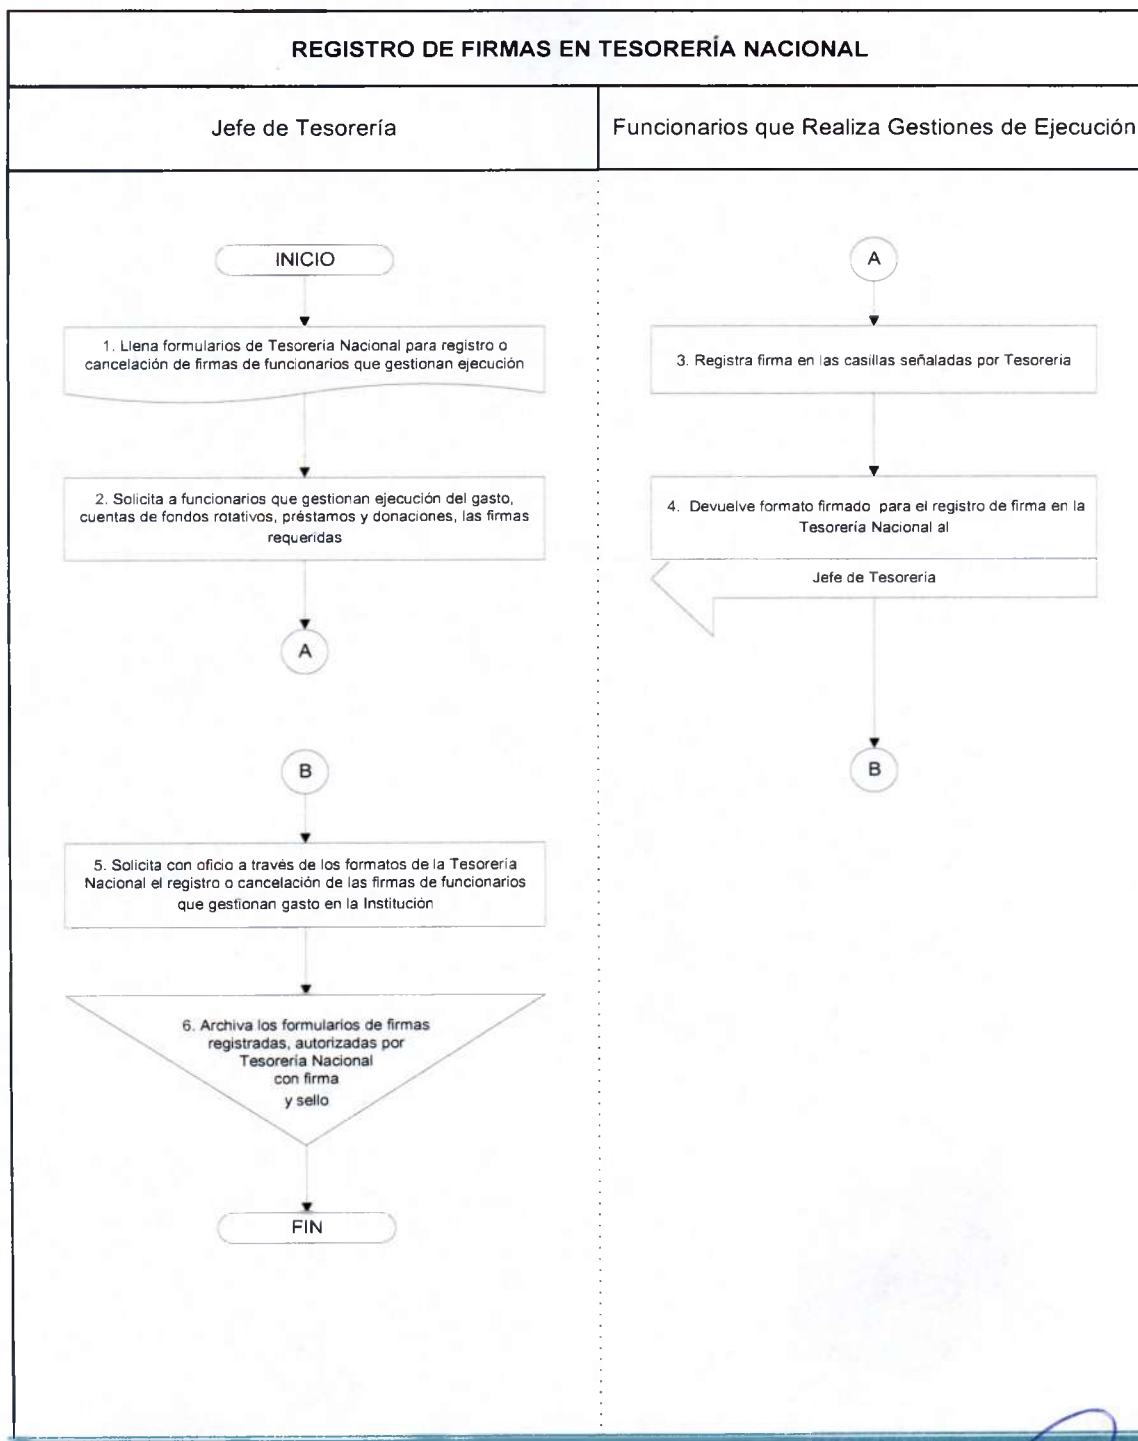 REGISTRO DE FIRMAS EN TESORERÍA NACIONAL
Jefe de Tesorería
Funcionarios que Realiza Gestiones de Ejecución
INICIO
1. Llena formularios de Tesorería Nacional para registro o
cancelación de firmas de funcionarios que gestionan ejecución
2. Solicita a funcionarios que gestionan ejecución del gasto,
cuentas de fondos rotativos, préstamos y donaciones, las firmas
requeridas
A
B
5. Solicita con oficio a través de los formatos de la Tesorería
Nacional el registro o cancelación de las firmas de funcionarios
que gestionan gasto en la Institución
6. Archiva los formularios de firmas
registradas, autorizadas por
Tesorería Nacional
con firma
y sello
FIN
A
3. Registra firma en las casillas señaladas por Tesorería
4. Devuelve formato firmado para el registro de firma en la
Tesorería Nacional al
Jefe de Tesorería
B